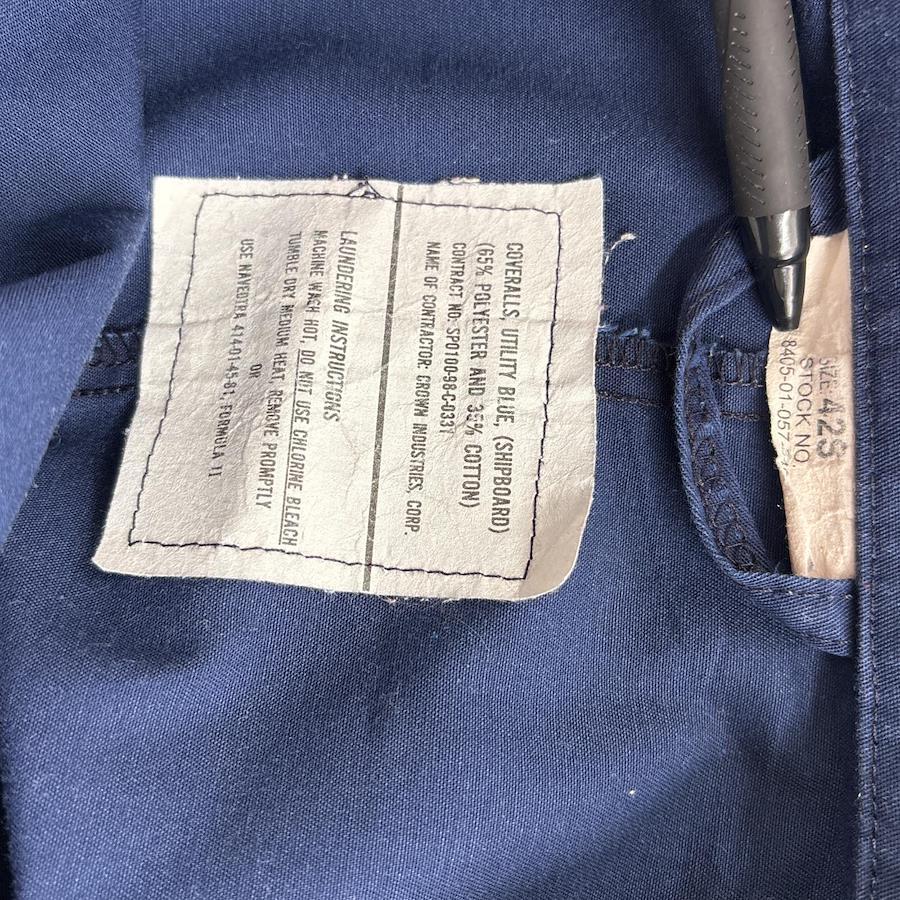 COVERALLS, UTILITY BLUE, (SHIPBOARD)
(65% POLYESTER AND 35% COTTON)
CONTRACT NO: SP0100-98-C-0331
NAME OF CONTRACTOR: CROWN INDUSTRIES, CORP.
LAUNDERING INSTRUCTIONS
MACHINE WASH HOT, DO NOT USE CHLORINE BLEACH
TUMBLE DRY MEDIUM HEAT, REMOVE PROMPTLY
OR
USE NAVEDTRA 414-01-45-81, FORMULA 11
SIZE 42S
STOCK NO.